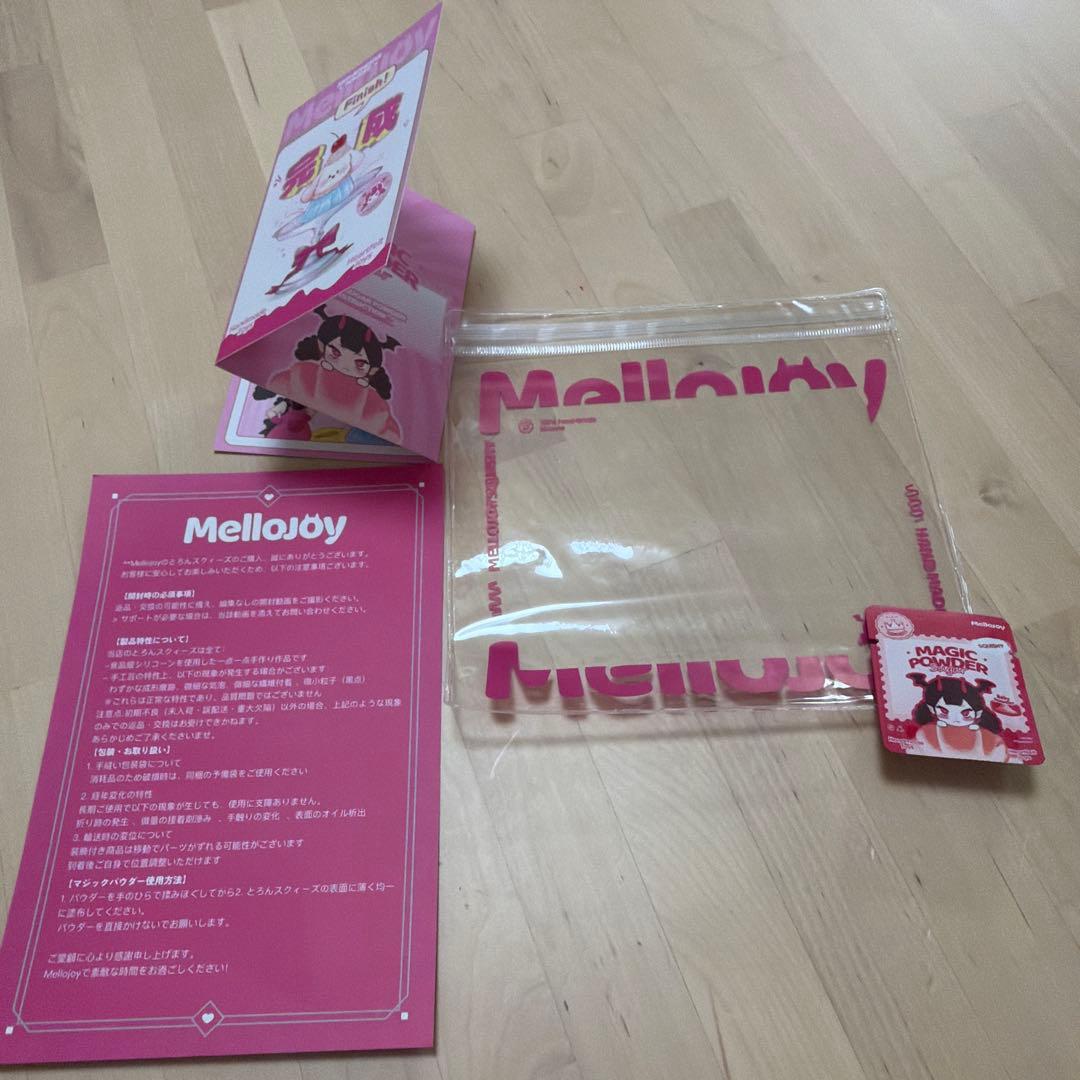 Mellojoy
Finish!
完成
Heartfelt
Joys
POWDER
INSTRUCTION
Mellojoy
100% HANDMADE
Mellojoy
Mellojoy
SQUISHY
MAGIC
POWDER
Mellojoy
**Mellojoyのとろんスクィーズのご購入、誠にありがとうございます。
お客様に安心してお楽しみいただくため、以下の注意事項ございます。
【開封時の必須事項】
返品・交換の可能性に備え、編集なしの開封動画をご撮影ください。
> サポートが必要な場合は、当該動画を添えてお問い合わせください。
【製品特性について】
当店のとろんスクィーズは全て:
–食品級シリコーンを使用した一点一点手作り作品です
– 手工芸の特性上、以下の現象が発生する場合がございます
わずかな成形痕跡、微細な気泡、微細な繊維付着 、微小粒子（黒点）
※これらは正常な特性であり、品質問題ではございません
注意点:初期不良（未入荷・誤配送・重大欠陥）以外の場合、上記のような現象
のみでの返品・交換はお受けできかねます。
あらかじめご了承くださいませ。
【包装・お取り扱い】
1. 手縫い包装袋について
消耗品のため破損時は、同梱の予備袋をご使用ください
2. 経年変化の特性
長期ご使用で以下の現象が生じても、使用に支障ありません。
折り跡の発生 、微量の接着剤滲み 、手触りの変化 、表面のオイル析出
3. 輸送時の変位について
装飾付き商品は移動でパーツがずれる可能性がございます
到着後ご自身で位置調整いただけます
【マジックパウダー使用方法】
1. パウダーを手のひらで揉みほぐしてから2. とろんスクィーズの表面に薄く均一
に塗布してください。
パウダーを直接かけないでお願いします。
ご愛顧に心より感謝申し上げます。
Mellojoyで素敵な時間をお過ごしください!